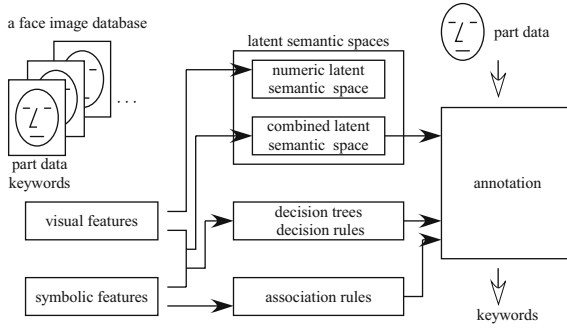 a face image database
. . .
part data
keywords
visual features
symbolic features
latent semantic spaces
numeric latent
semantic space
combined latent
semantic space
decision trees
decision rules
association rules
part data
annotation
keywords